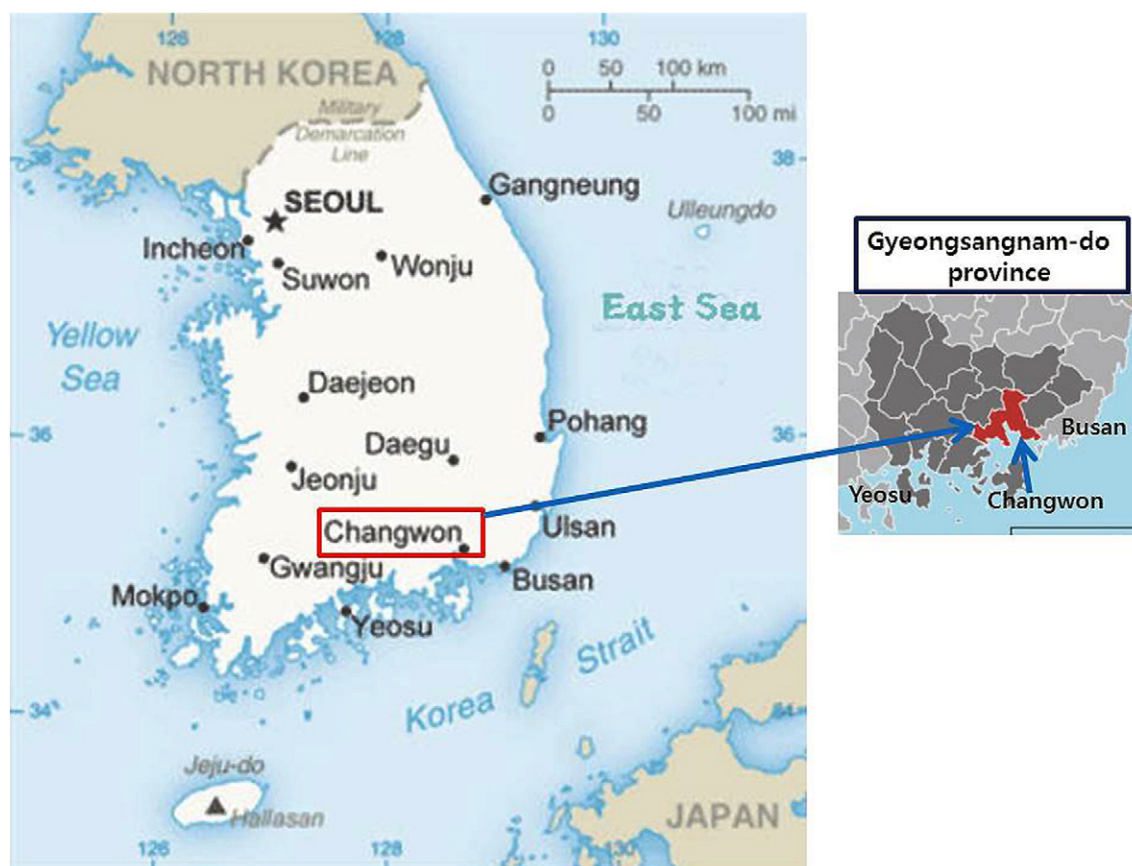 126
128
130
NORTH KOREA
0 50 100 km
0 50 100 mi
Military
Demarcation
Line
38
38
SEOUL
Gangneung
Ulleungdo
Incheon
Suwon
Wonju
East Sea
Yellow
Sea
Daejeon
Pohang
36
36
Daegu
Jeonju
Changwon
Ulsan
Gwangju
Busan
Mokpo
Yeosu
Korea
Strait
34
Jeju-do
Hallasan
JAPAN
126
128
130
Gyeongsangnam-do
province
Busan
Yeosu
Changwon